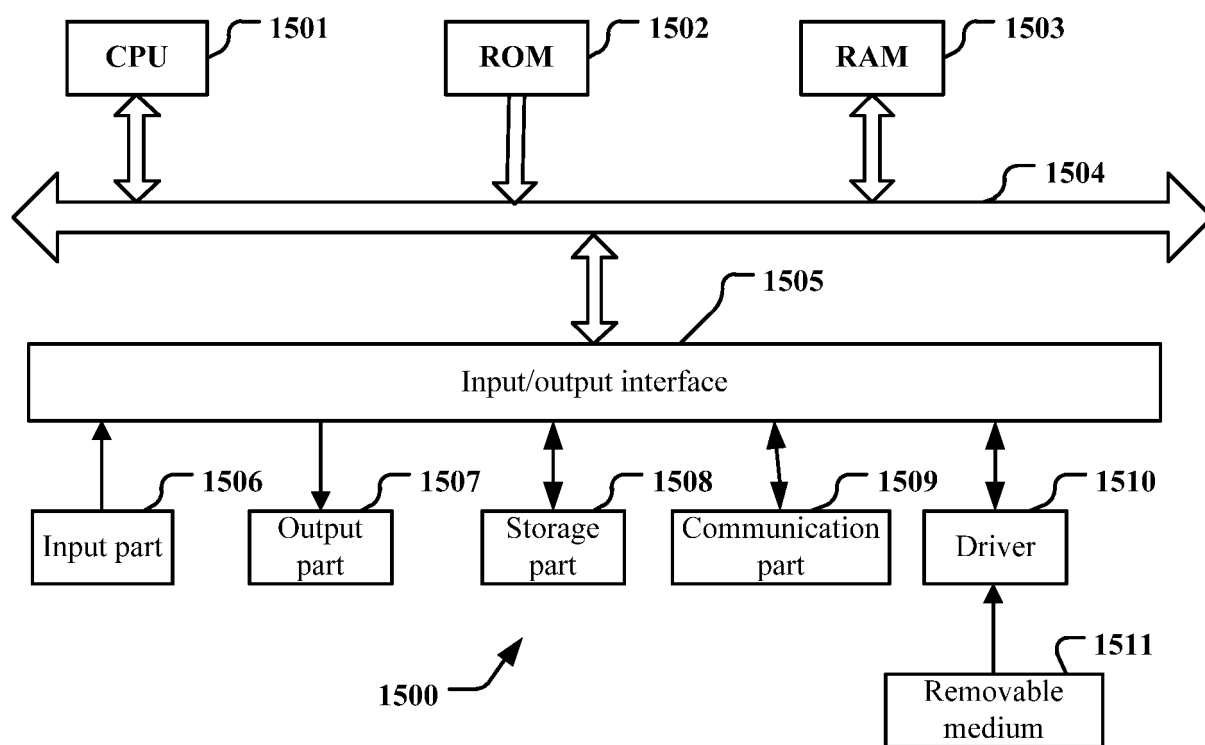 CPU
1501
ROM
1502
RAM
1503
1504
1505
Input/output interface
1506
1507
1508
1509
1510
Input part
Output
part
Storage
part
Communication
part
Driver
1500
1511
Removable
medium